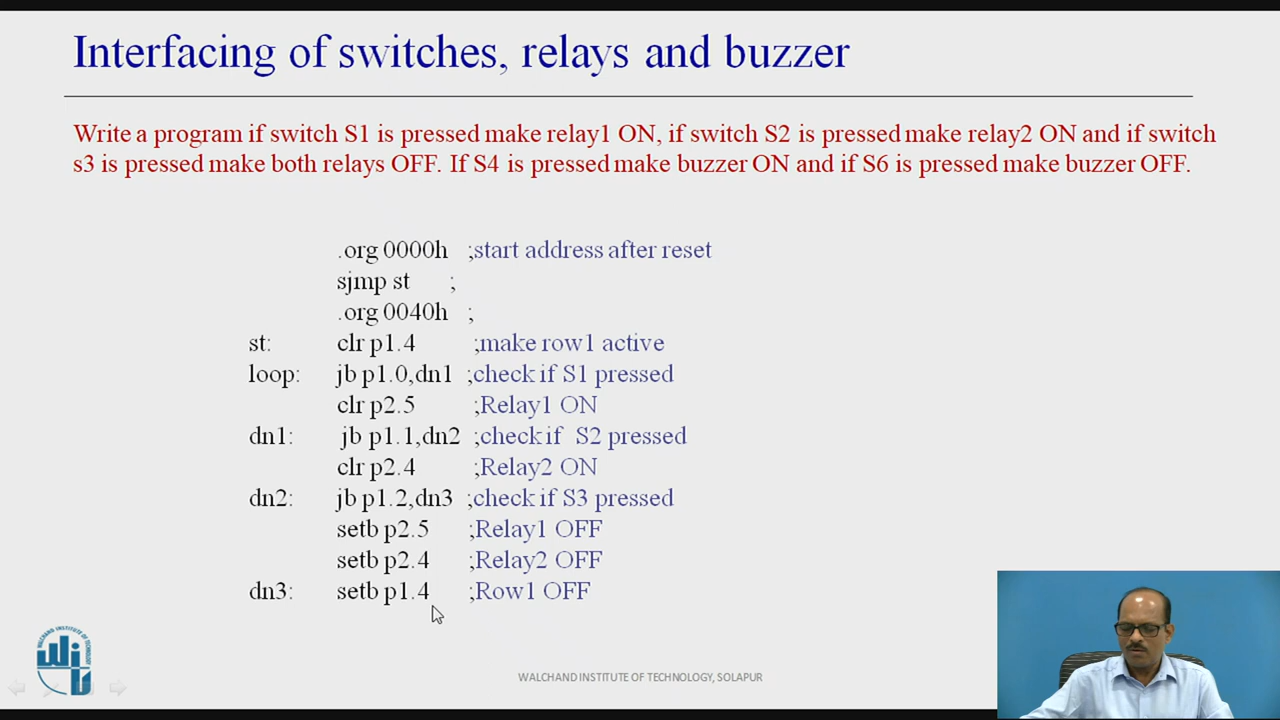 Interfacing of switches, relays and buzzer
Write a program if switch S1 is pressed make relay1 ON, if switch S2 is pressed make relay2 ON and if switch
s3 is pressed make both relays OFF. If S4 is pressed make buzzer ON and if S6 is pressed make buzzer OFF.
.org 0000h ;start address after reset
sjmp st ;
.org 0040h ;
st: clr p1.4 ;make row1 active
loop: jb p1.0,dn1 ;check if S1 pressed
clr p2.5 ;Relay1 ON
dn1: jb p1.1,dn2 ;check if S2 pressed
clr p2.4 ;Relay2 ON
dn2: jb p1.2,dn3 ;check if S3 pressed
setb p2.5 ;Relay1 OFF
setb p2.4 ;Relay2 OFF
dn3: setb p1.4 ;Row1 OFF
WALCHAND INSTITUTE OF TECHNOLOGY, SOLAPUR